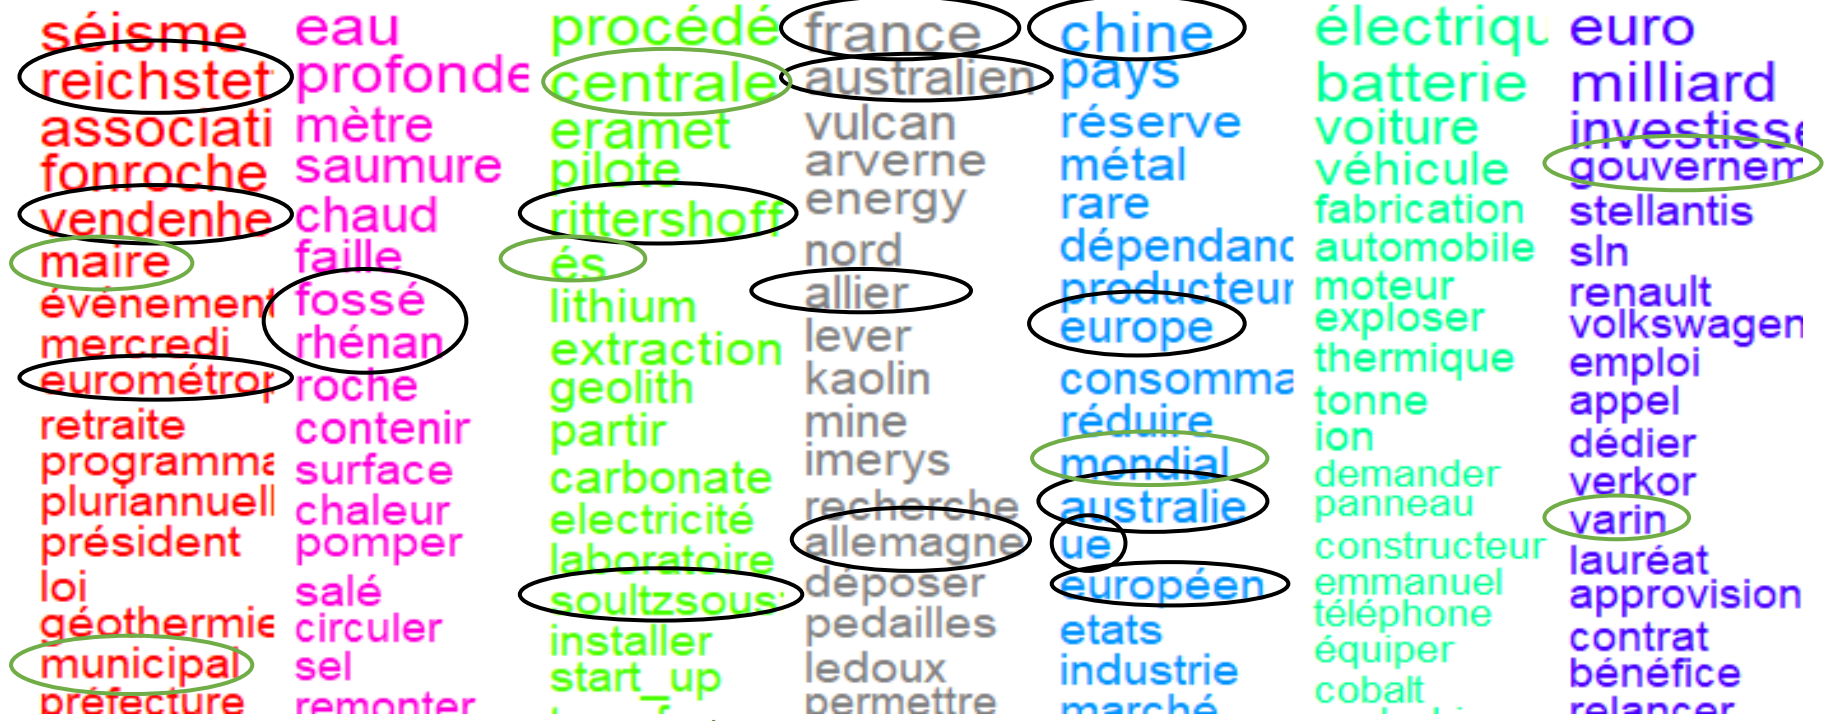 séisme
reichstet
associati
fonroche
vendenhe
maire
événement
mercredi
eurométrop
retraite
programma
pluriannuell
président
loi
géothermie
municipal
préfecture
eau
profonde
mètre
saumure
chaud
faille
fossé
rhénan
roche
contenir
surface
chaleur
pomper
salé
circuler
sel
remonter
procédé
centrale
eramet
pilote
rittershoff
és
lithium
extraction
geolith
partir
carbonate
electricité
laboratoire
soultzsous
installer
start_up
france
australien
vulcan
arverne
energy
nord
allier
lever
kaolin
mine
imerys
recherche
allemagne
déposer
pedailles
ledoux
permettre
chine
pays
réserve
métal
rare
dépendanc
producteur
europe
consomma
réduire
mondial
australie
ue
européen
etats
industrie
marché
électriqu
batterie
voiture
véhicule
fabrication
automobile
moteur
exploser
thermique
tonne
ion
demander
panneau
constructeur
emmanuel
téléphone
équiper
cobalt
euro
milliard
investisse
gouvernem
stellantis
sln
renault
volkswagen
emploi
appel
dédier
verkor
varin
lauréat
approvision
contrat
bénéfice
relancer